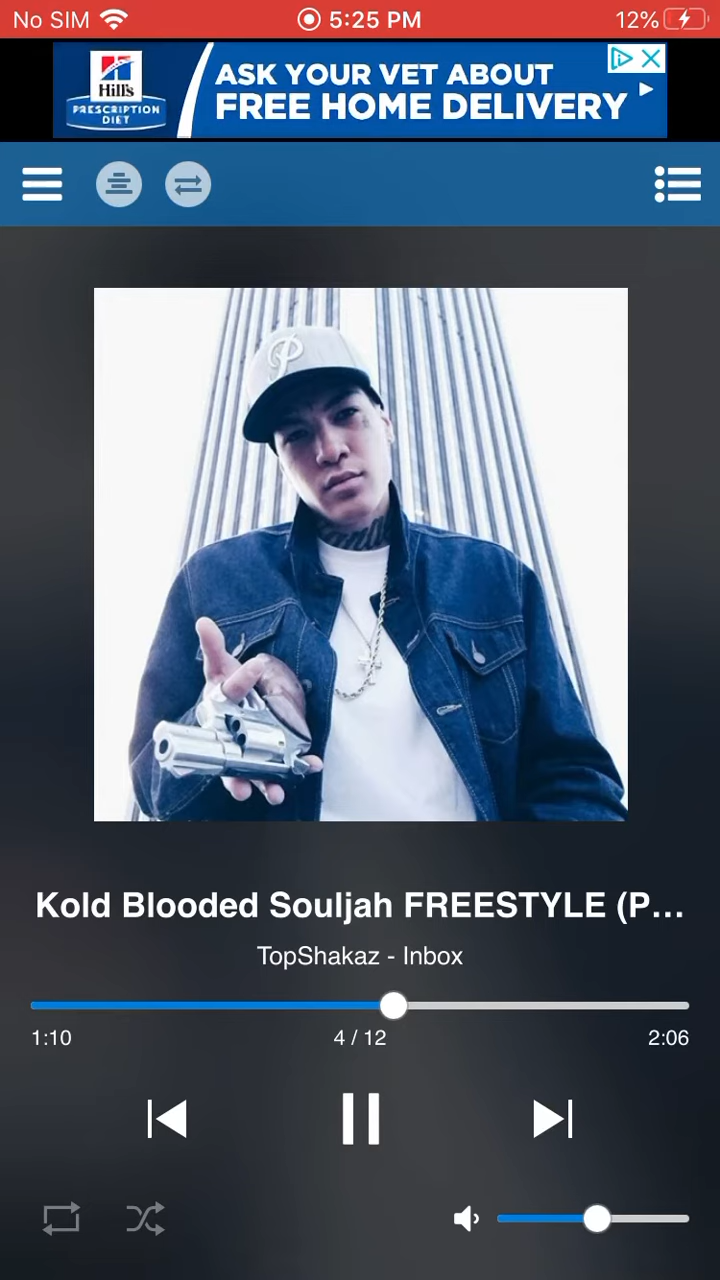 No SIM 5:25 PM 12%
Hill's
PRESCRIPTION
DIET
ASK YOUR VET ABOUT
FREE HOME DELIVERY
P
Kold Blooded Souljah FREESTYLE (P...
TopShakaz - Inbox
1:10 4 / 12 2:06